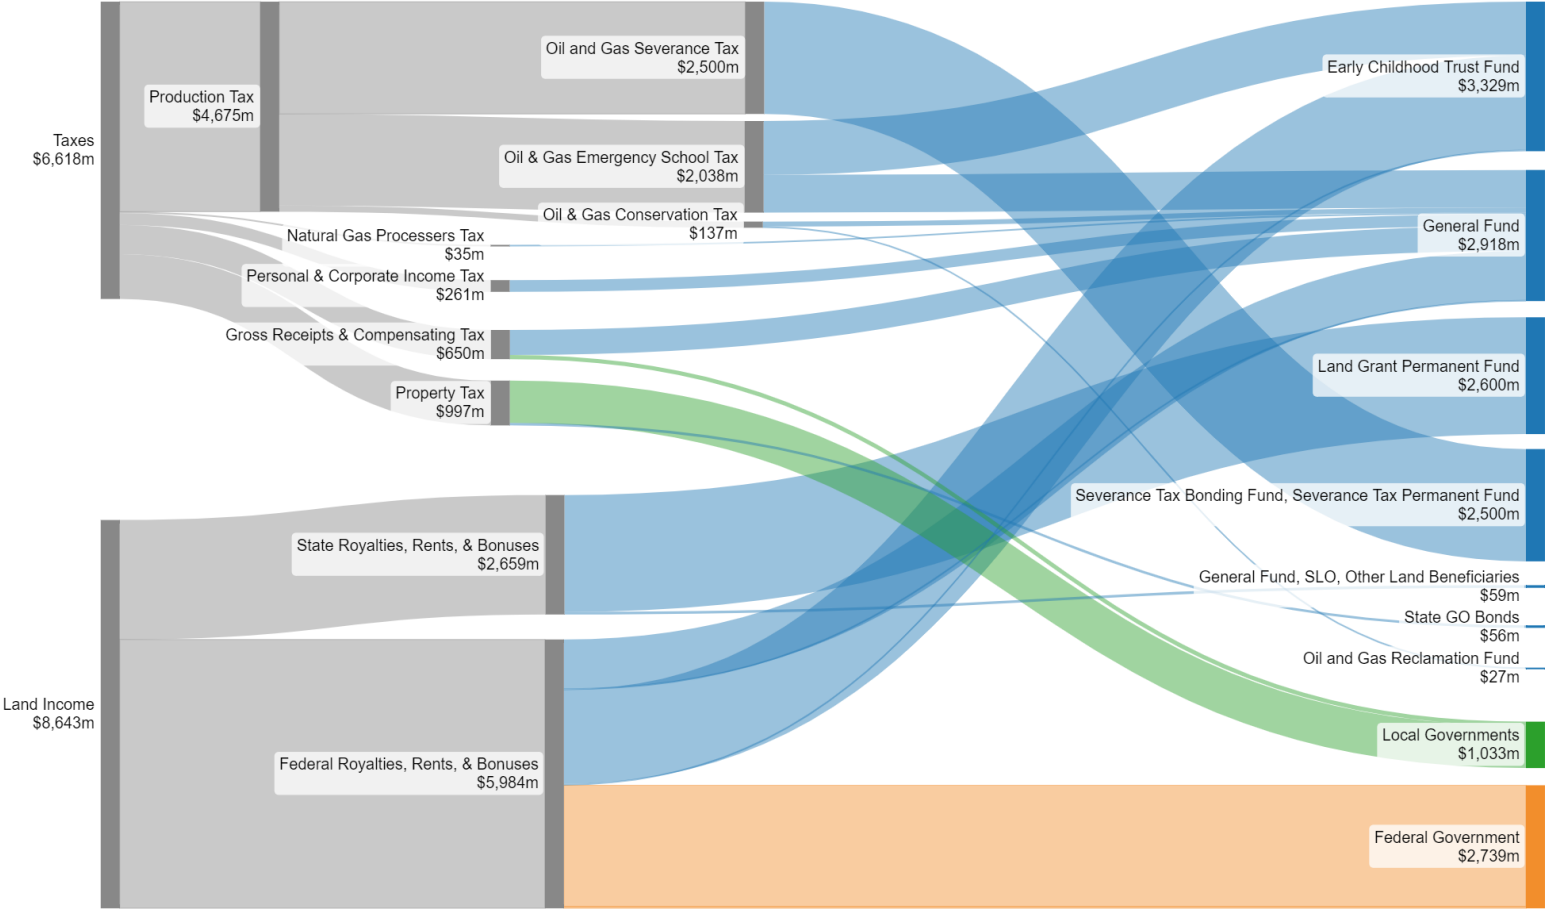 Taxes
$6,618m
Production Tax
$4,675m
Oil and Gas Severance Tax
$2,500m
Oil & Gas Emergency School Tax
$2,038m
Oil & Gas Conservation Tax
$137m
Natural Gas Processers Tax
$35m
Personal & Corporate Income Tax
$261m
Gross Receipts & Compensating Tax
$650m
Property Tax
$997m
Land Income
$8,643m
State Royalties, Rents, & Bonuses
$2,659m
Federal Royalties, Rents, & Bonuses
$5,984m
Early Childhood Trust Fund
$3,329m
General Fund
$2,918m
Land Grant Permanent Fund
$2,600m
Severance Tax Bonding Fund, Severance Tax Permanent Fund
$2,500m
General Fund, SLO, Other Land Beneficiaries
$59m
State GO Bonds
$56m
Oil and Gas Reclamation Fund
$27m
Local Governments
$1,033m
Federal Government
$2,739m